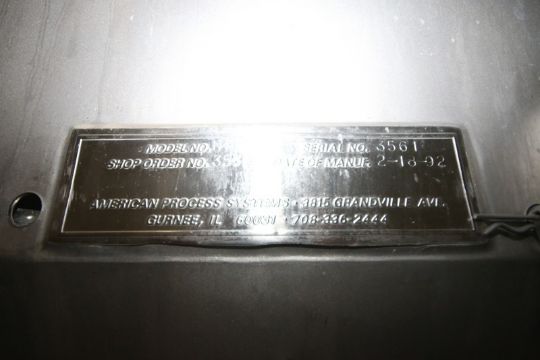 MODEL NO. SERIAL NO. 3561
SHOP ORDER NO. DATE OF MANUF. 2-18-92
AMERICAN PROCESS SYSTEMS • 3815 GRANDVILLE AVE.
GURNEE, IL 60031 • 708-336-2444